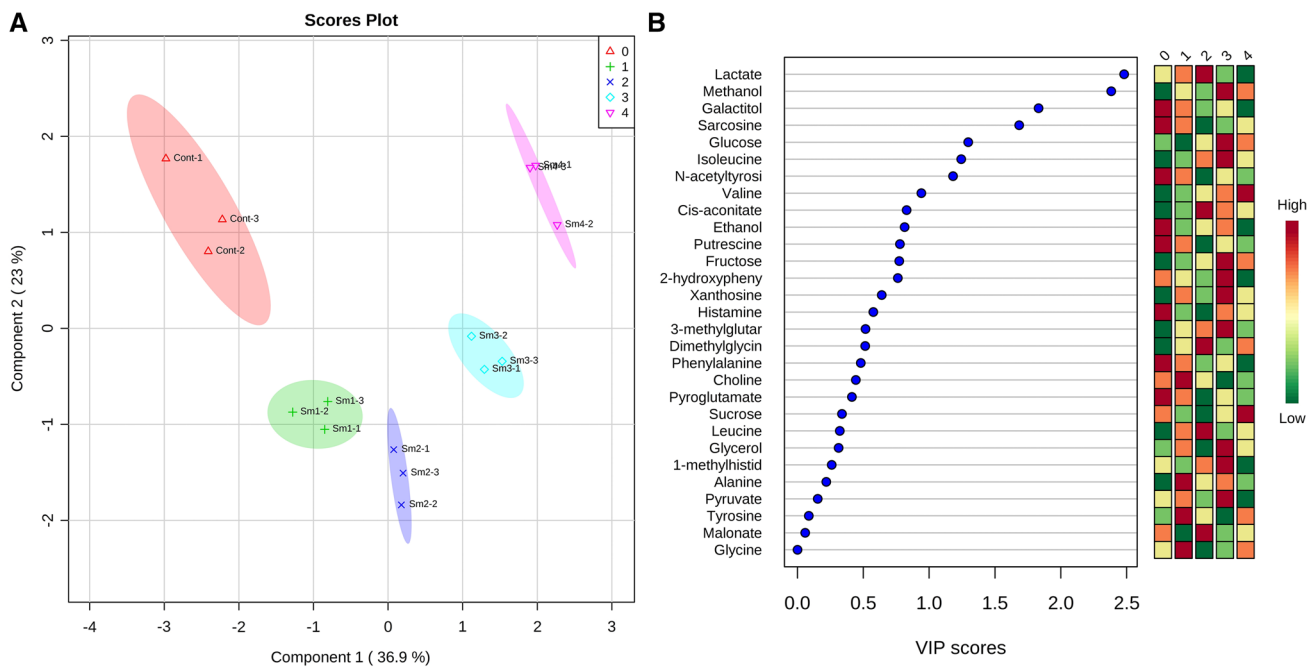 A
Scores Plot
Component 2 ( 23 %)
3
2
1
0
-1
-2
0
1
2
3
4
Cont-1
Cont-3
Cont-2
Sm4-1
Sm4-3
Sm4-2
Sm3-2
Sm3-3
Sm3-1
Sm1-3
Sm1-2
Sm1-1
Sm2-1
Sm2-3
Sm2-2
-4 -3 -2 -1 0 1 2 3
Component 1 ( 36.9 %)
B
0 1 2 3 4
Lactate
Methanol
Galactitol
Sarcosine
Glucose
Isoleucine
N-acetyltyrosi
Valine
Cis-aconitate
Ethanol
Putrescine
Fructose
2-hydroxypheny
Xanthosine
Histamine
3-methylglutar
Dimethylglycin
Phenylalanine
Choline
Pyroglutamate
Sucrose
Leucine
Glycerol
1-methylhistid
Alanine
Pyruvate
Tyrosine
Malonate
Glycine
0.0 0.5 1.0 1.5 2.0 2.5
VIP scores
High
Low